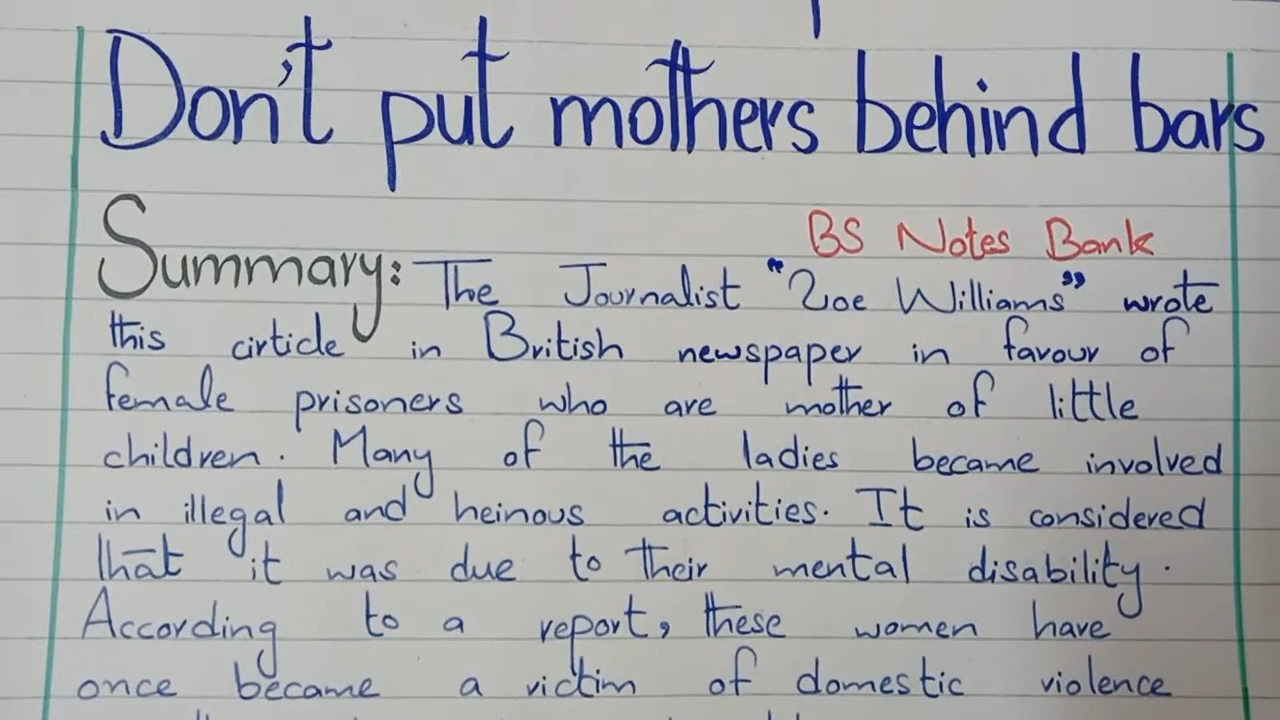 Don't put mothers behind bars
BS Notes Bank
Summary: The Journalist "Zoe Williams" wrote
this cirticle in British newspaper in favour of
female prisoners who are mother of little
children. Many of the ladies became involved
in illegal and heinous activities. It is considered
that it was due to their mental disability.
According to a report, these women have
once became a victim of domestic violence